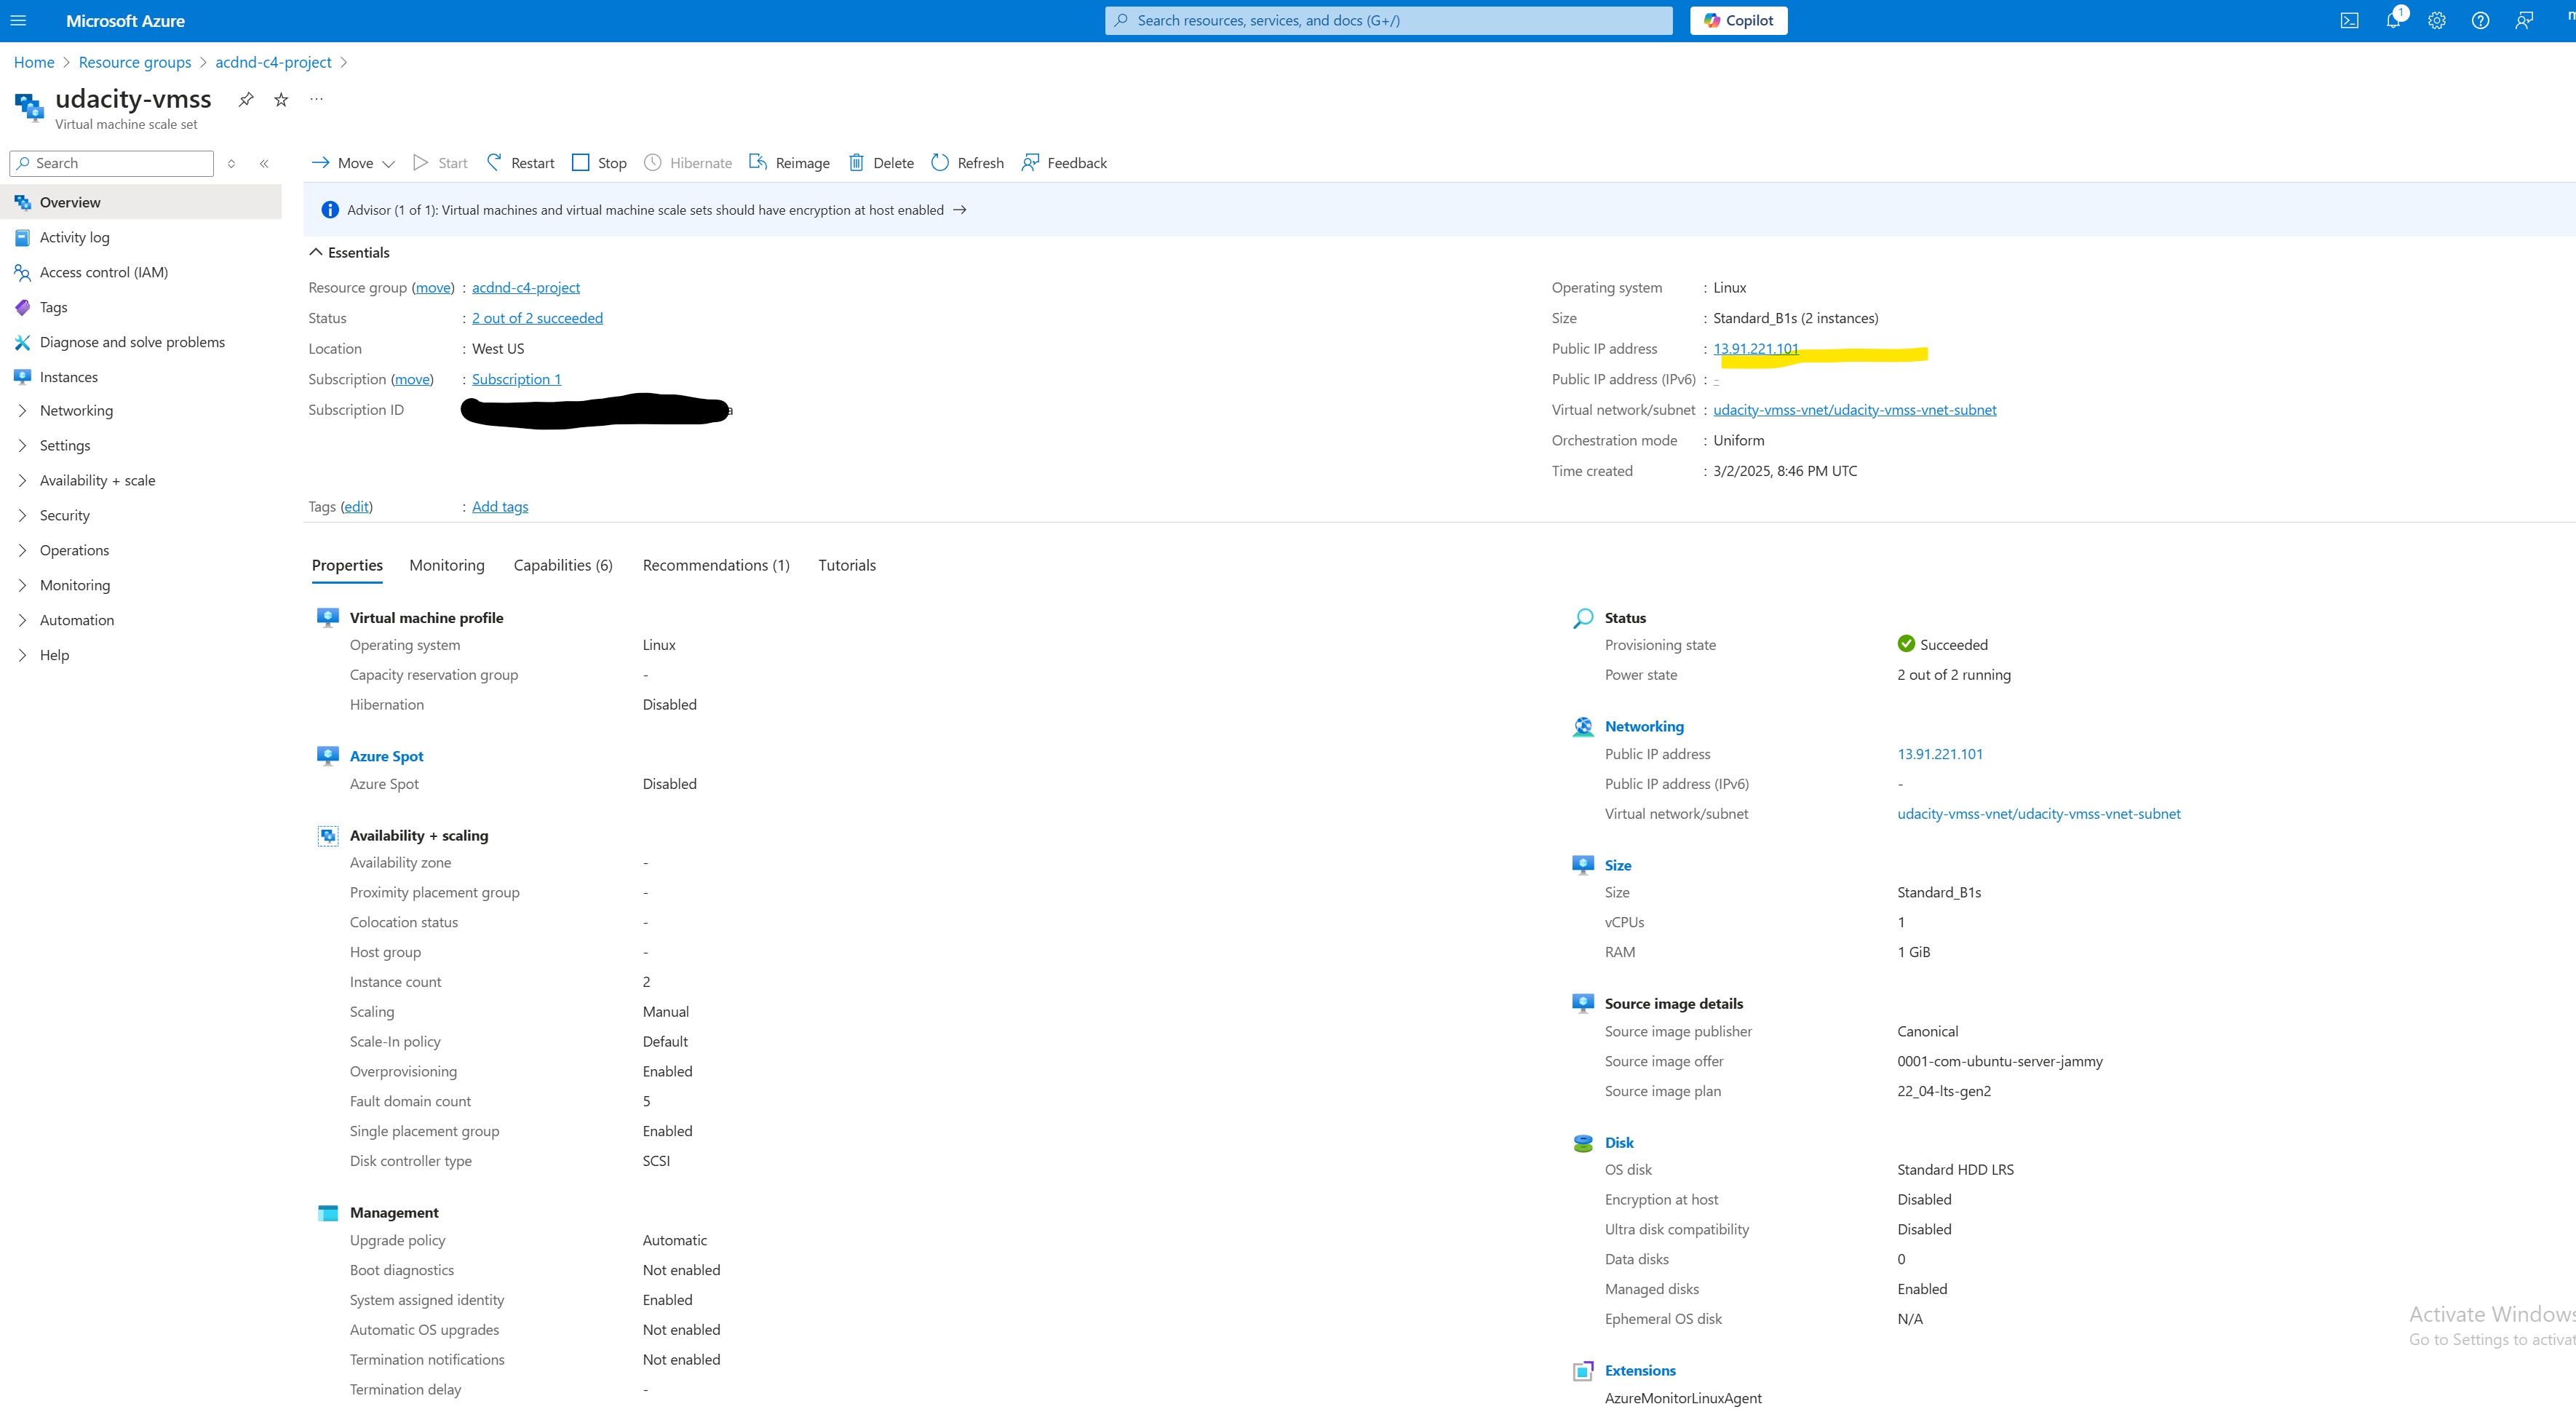 Microsoft Azure
Search resources, services, and docs (G+/)
Copilot
1
Home > Resource groups > acdnd-c4-project >
udacity-vmss
Virtual machine scale set
Search
Move
Start
Restart
Stop
Hibernate
Reimage
Delete
Refresh
Feedback
Overview
Activity log
Access control (IAM)
Tags
Diagnose and solve problems
Instances
Networking
Settings
Availability + scale
Security
Operations
Monitoring
Automation
Help
Advisor (1 of 1): Virtual machines and virtual machine scale sets should have encryption at host enabled →
Essentials
Resource group (move) : acdnd-c4-project
Status : 2 out of 2 succeeded
Location : West US
Subscription (move) : Subscription 1
Subscription ID
Tags (edit) : Add tags
Operating system : Linux
Size : Standard_B1s (2 instances)
Public IP address : 13.91.221.101
Public IP address (IPv6) : -
Virtual network/subnet : udacity-vmss-vnet/udacity-vmss-vnet-subnet
Orchestration mode : Uniform
Time created : 3/2/2025, 8:46 PM UTC
Properties
Monitoring
Capabilities (6)
Recommendations (1)
Tutorials
Virtual machine profile
Operating system Linux
Capacity reservation group -
Hibernation Disabled
Azure Spot
Azure Spot Disabled
Availability + scaling
Availability zone -
Proximity placement group -
Colocation status -
Host group -
Instance count 2
Scaling Manual
Scale-In policy Default
Overprovisioning Enabled
Fault domain count 5
Single placement group Enabled
Disk controller type SCSI
Management
Upgrade policy Automatic
Boot diagnostics Not enabled
System assigned identity Enabled
Automatic OS upgrades Not enabled
Termination notifications Not enabled
Termination delay -
Status
Provisioning state Succeeded
Power state 2 out of 2 running
Networking
Public IP address 13.91.221.101
Public IP address (IPv6) -
Virtual network/subnet udacity-vmss-vnet/udacity-vmss-vnet-subnet
Size
Size Standard_B1s
vCPUs 1
RAM 1 GiB
Source image details
Source image publisher Canonical
Source image offer 0001-com-ubuntu-server-jammy
Source image plan 22_04-lts-gen2
Disk
OS disk Standard HDD LRS
Encryption at host Disabled
Ultra disk compatibility Disabled
Data disks 0
Managed disks Enabled
Ephemeral OS disk N/A
Extensions
AzureMonitorLinuxAgent
Activate Windows
Go to Settings to activat